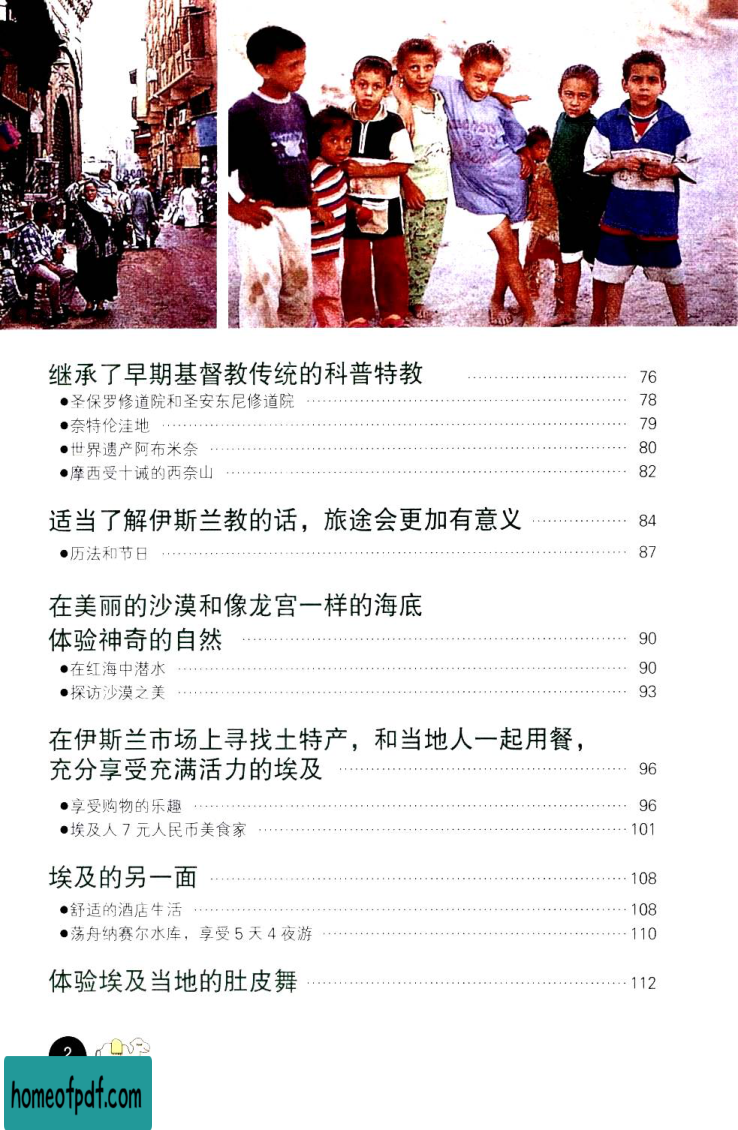 继承了早期基督教传统的科普特教 76
●圣保罗修道院和圣安东尼修道院 78
●奈特伦洼地 79
●世界遗产阿布米奈 80
●摩西受十诫的西奈山 82
适当了解伊斯兰教的话，旅途会更加有意义 84
●历法和节日 87
在美丽的沙漠和像龙宫一样的海底
体验神奇的自然 90
●在红海中潜水 90
●探访沙漠之美 93
在伊斯兰市场上寻找土特产，和当地人一起用餐，
充分享受充满活力的埃及 96
●享受购物的乐趣 96
●埃及人7元人民币美食家 101
埃及的另一面 108
●舒适的酒店生活 108
●荡舟纳赛尔水库，享受5天4夜游 110
体验埃及当地的肚皮舞 112
2
homeofpdf.com